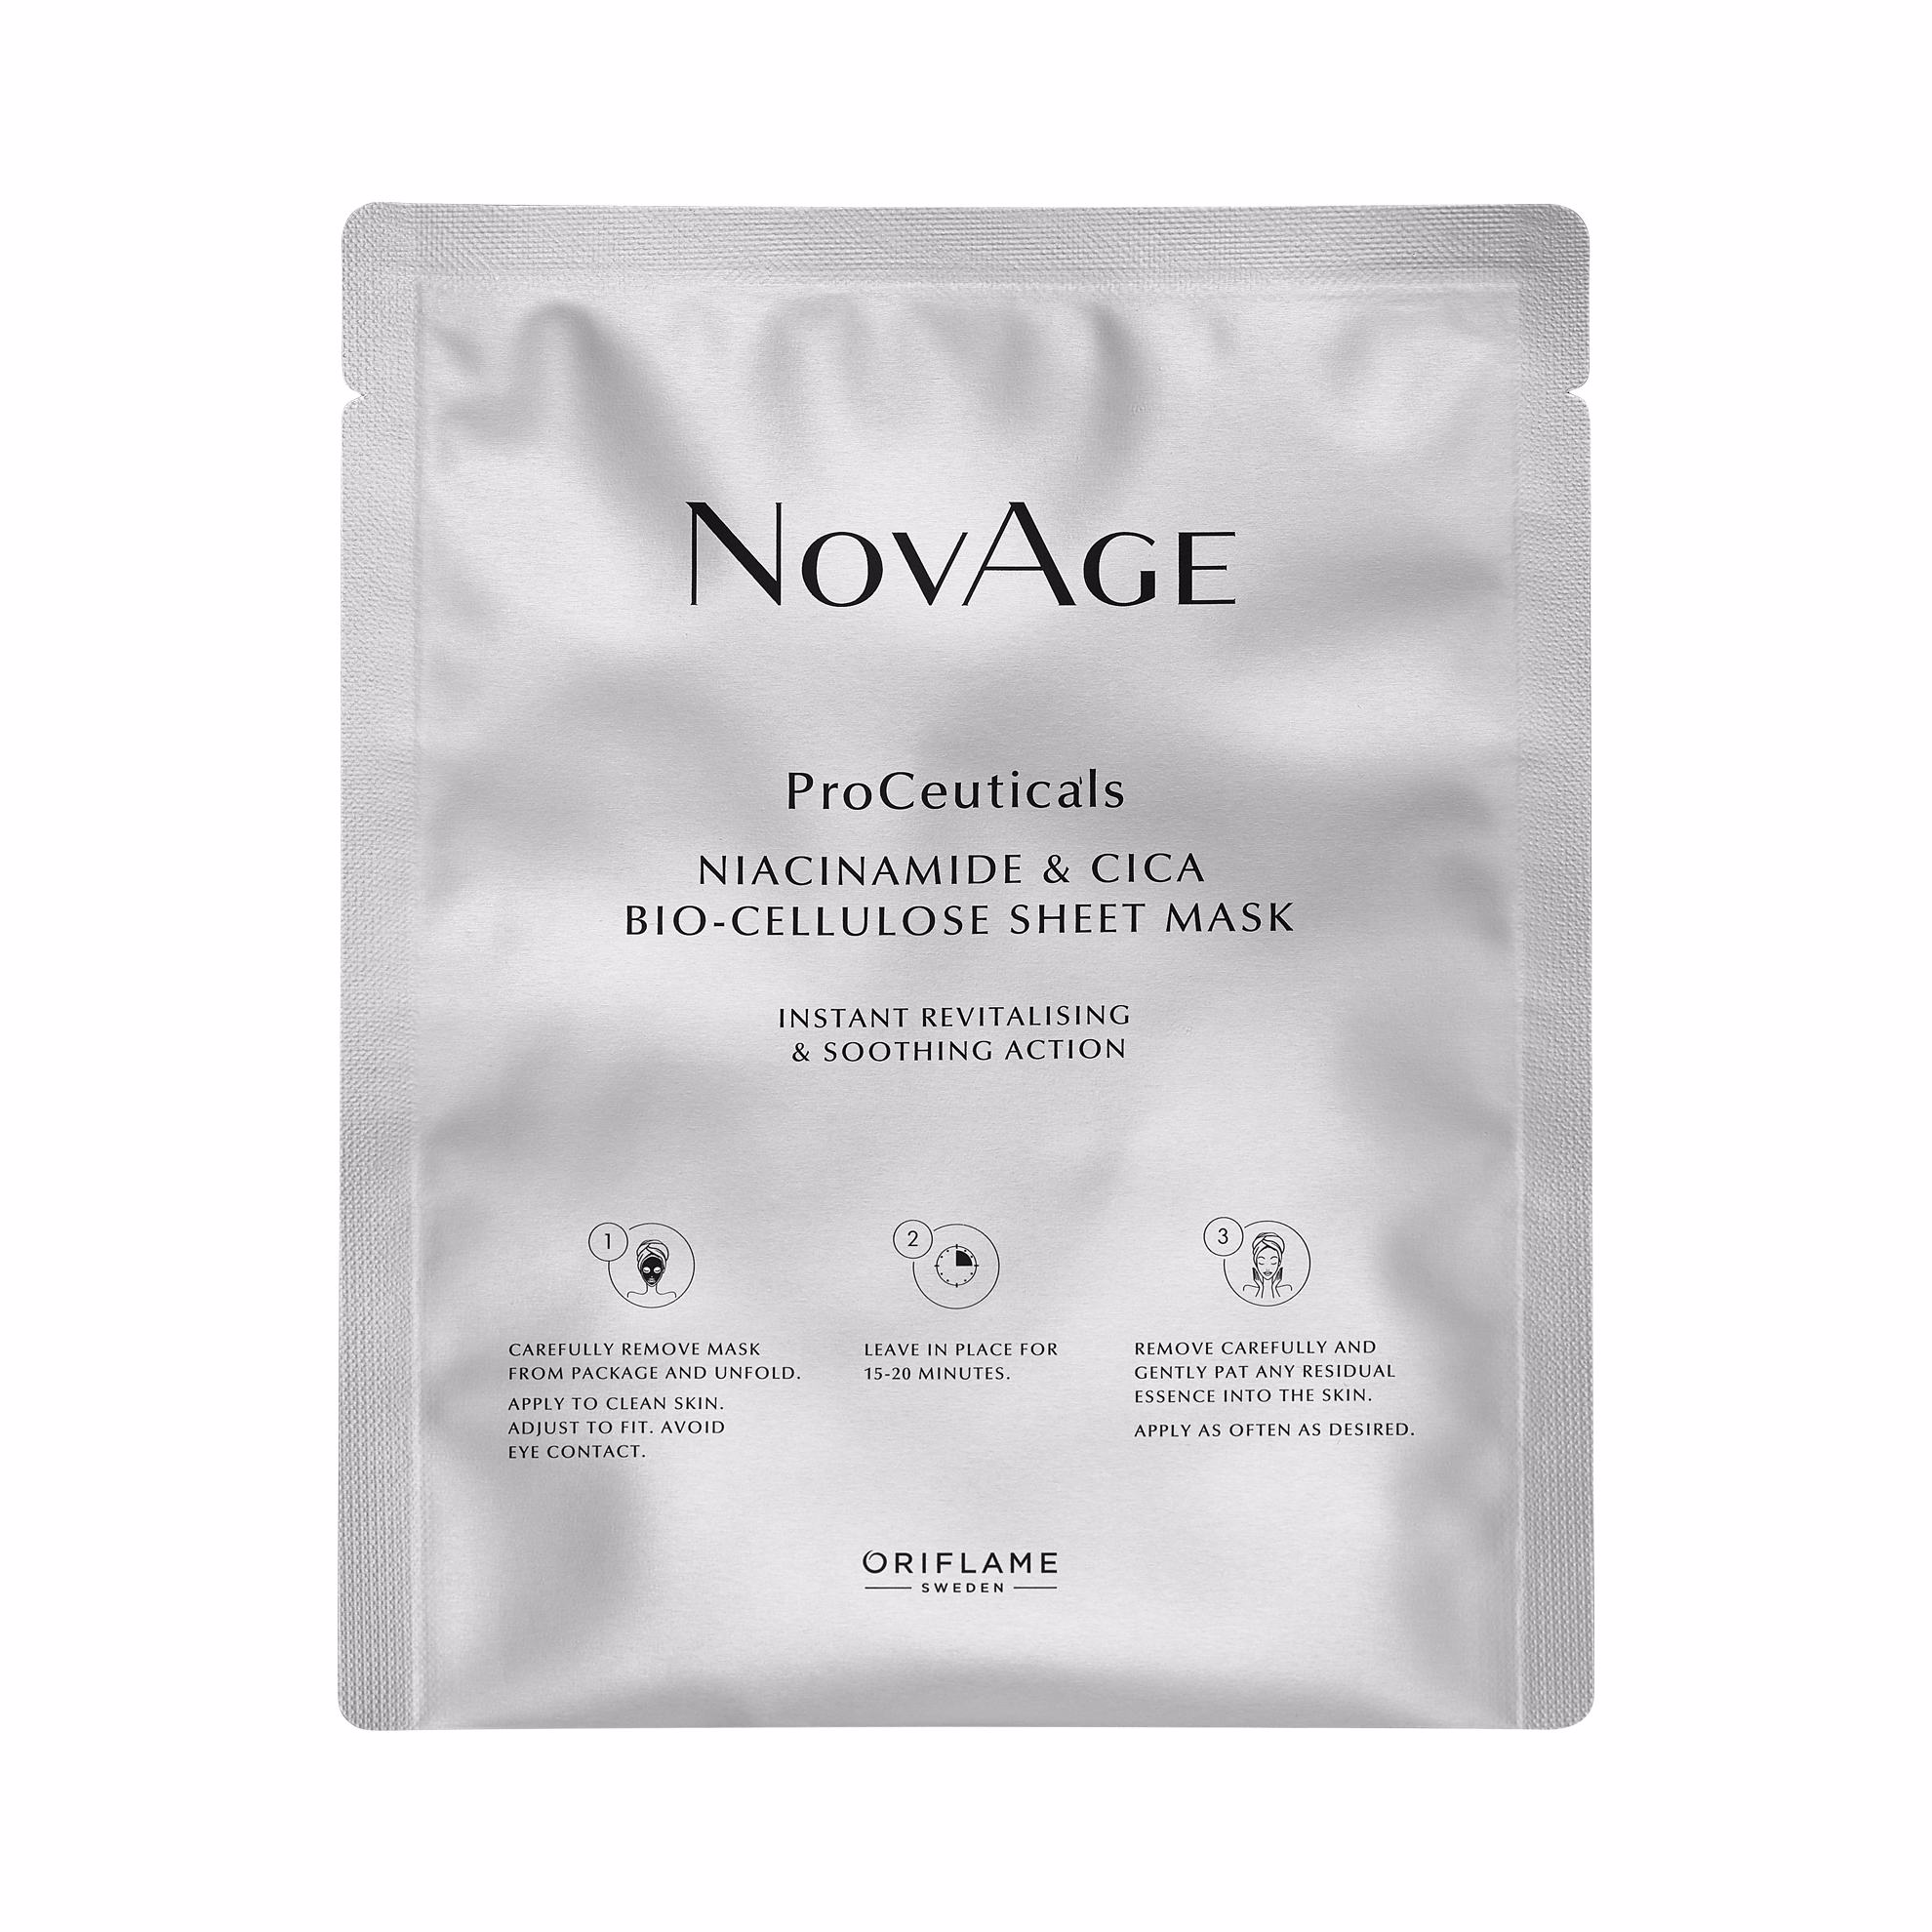 NOVAGE
ProCeuticals
NIACINAMIDE & CICA
BIO-CELLULOSE SHEET MASK
INSTANT REVITALISING
& SOOTHING ACTION
1
CAREFULLY REMOVE MASK
FROM PACKAGE AND UNFOLD.
APPLY TO CLEAN SKIN.
ADJUST TO FIT. AVOID
EYE CONTACT.
2
LEAVE IN PLACE FOR
15-20 MINUTES.
3
REMOVE CAREFULLY AND
GENTLY PAT ANY RESIDUAL
ESSENCE INTO THE SKIN.
APPLY AS OFTEN AS DESIRED.
ORIFLAME
SWEDEN